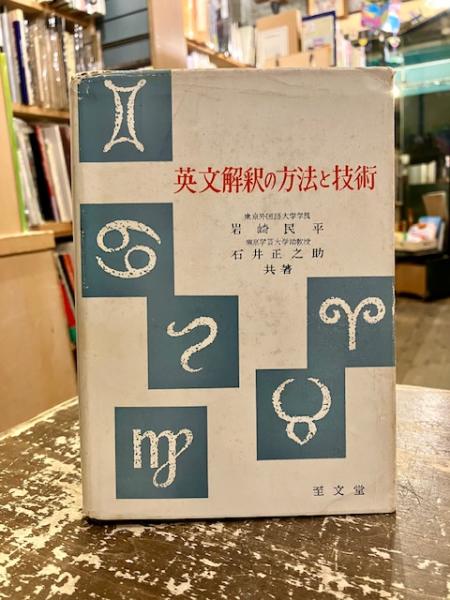 英文解釈の方法と技術
東京外国語大学学長
岩崎民平
東京学芸大学助教授
石井正之助
共著
至文堂